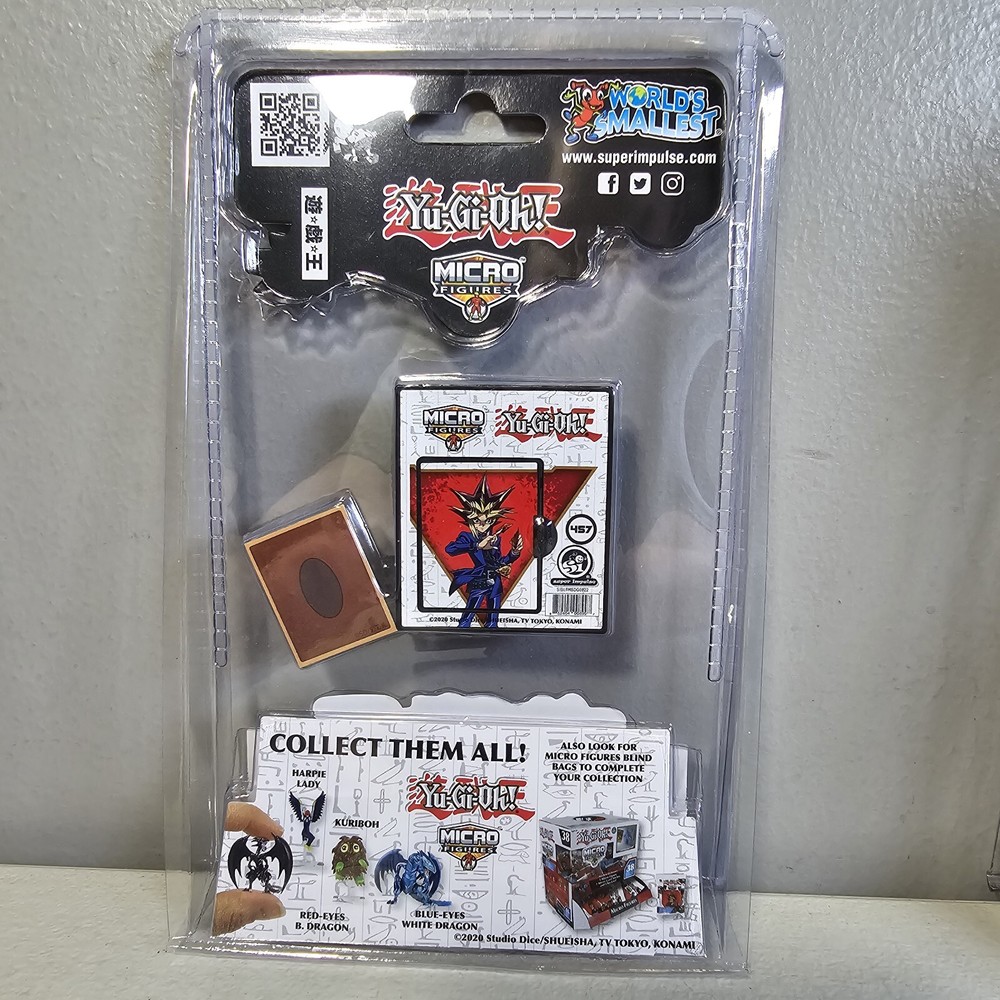 WORLD'S
SMALLEST
www.superimpulse.com
遊☆戯☆王
Yu-Gi-Oh!
MICRO
FIGURES
MICRO
FIGURES
Yu-Gi-Oh!
457
super impulse
©2020 Studio Dice/SHUEISHA, TV TOKYO, KONAMI
COLLECT THEM ALL!
ALSO LOOK FOR
MICRO FIGURES BLIND
BAGS TO COMPLETE
YOUR COLLECTION
HARPIE
LADY
Yu-Gi-Oh!
KURIBOH
MICRO
FIGURES
RED-EYES
B. DRAGON
BLUE-EYES
WHITE DRAGON
©2020 Studio Dice/SHUEISHA, TV TOKYO, KONAMI